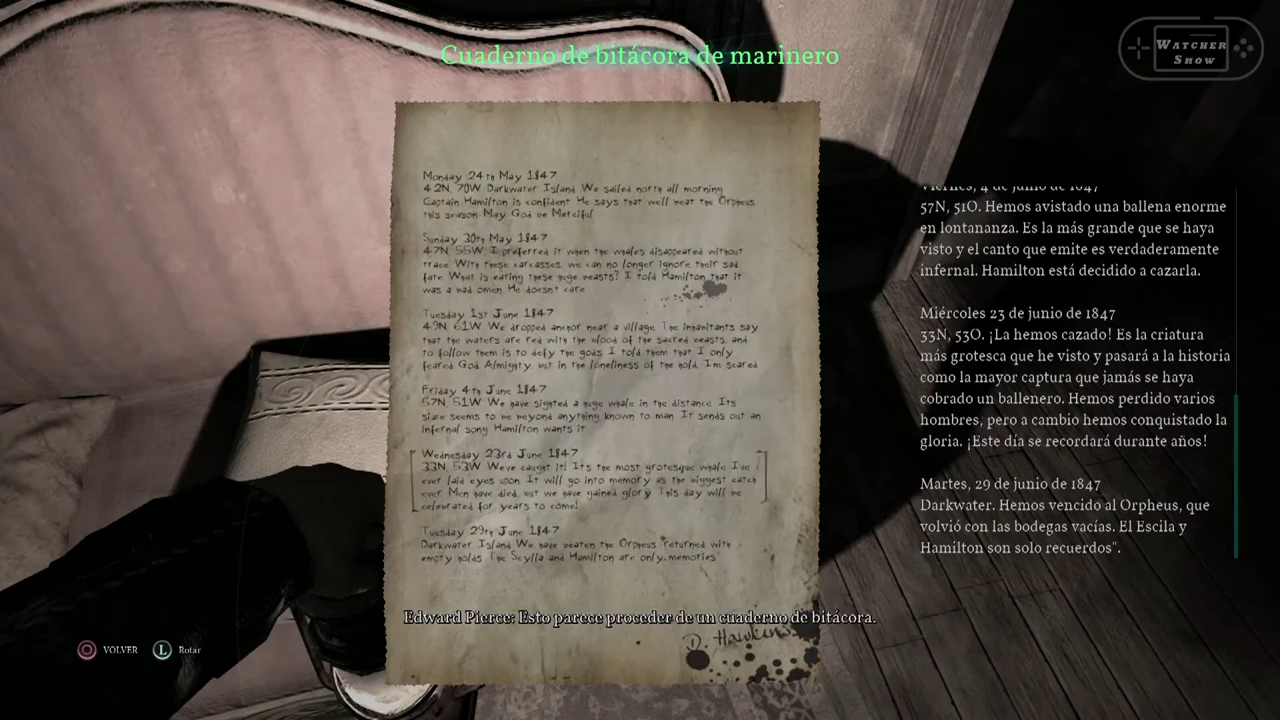 Cuaderno de bitácora de marinero
WATCHER
SHOW
Monday 24th May 1847
42N 70W Darkwater Island We sailed north all morning
Captain Hamilton is confident He says that we'll beat the Orpheus
this season May God be Merciful
Sunday 30th May 1847
47N 55W I preferred it when the whales disappeared without
trace With these carcasses, we can no longer ignore their sad
fate What is eating these huge beasts? I told Hamilton that it
was a bad omen He doesn't care
Tuesday 1st June 1847
49N 61W We dropped anchor near a village The inhabitants say
that the waters are red with the blood of the sacred beasts, and
to follow them is to defy the gods I told them that I only
feared God Almighty, but in the loneliness of the hold, I'm scared
Friday 4th June 1847
57N 51W We have sighted a huge whale in the distance Its
size seems to be beyond anything known to man It sends out an
infernal song Hamilton wants it
Wednesday 23rd June 1847
33N 53W We've caught it! It's the most grotesque whale I've
ever laid eyes upon It will go into memory as the biggest catch
ever Men have died, but we have gained glory This day will be
celebrated for years to come!
Tuesday 29th June 1847
Darkwater Island We have beaten the Orpheus returned with
empty holds The Scylla and Hamilton are only memories"
D. Hawkins
Viernes, 4 de junio de 1847
57N, 51O. Hemos avistado una ballena enorme
en lontananza. Es la más grande que se haya
visto y el canto que emite es verdaderamente
infernal. Hamilton está decidido a cazarla.
Miércoles 23 de junio de 1847
33N, 53O. ¡La hemos cazado! Es la criatura
más grotesca que he visto y pasará a la historia
como la mayor captura que jamás se haya
cobrado un ballenero. Hemos perdido varios
hombres, pero a cambio hemos conquistado la
gloria. ¡Este día se recordará durante años!
Martes, 29 de junio de 1847
Darkwater. Hemos vencido al Orpheus, que
volvió con las bodegas vacías. El Escila y
Hamilton son solo recuerdos".
Edward Pierce: Esto parece proceder de un cuaderno de bitácora.
VOLVER
L Rotar